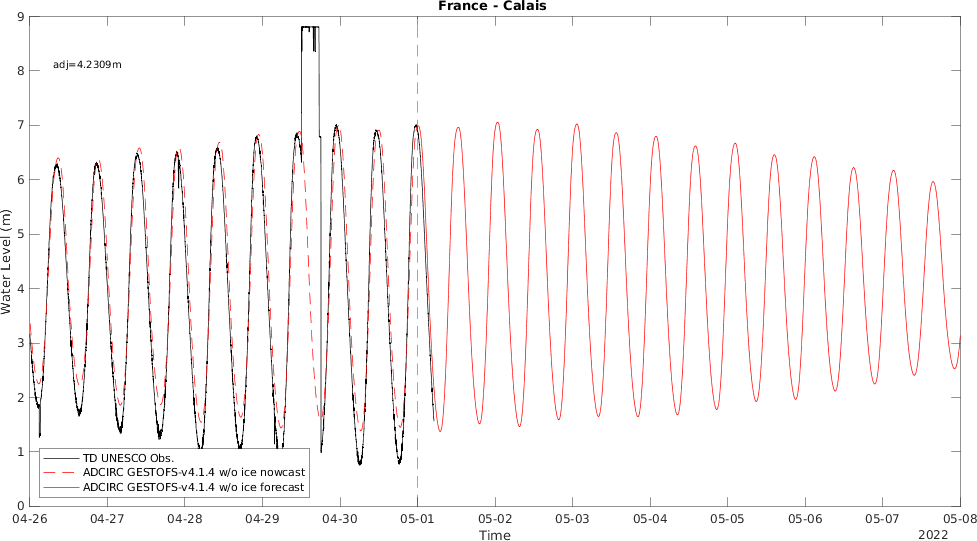 France - Calais
9
8
7
6
5
4
3
2
1
0
adj=4.2309m
Water Level (m)
TD UNESCO Obs.
ADCIRC GESTOFS-v4.1.4 w/o ice nowcast
ADCIRC GESTOFS-v4.1.4 w/o ice forecast
04-26 04-27 04-28 04-29 04-30 05-01 05-02 05-03 05-04 05-05 05-06 05-07 05-08
Time
2022